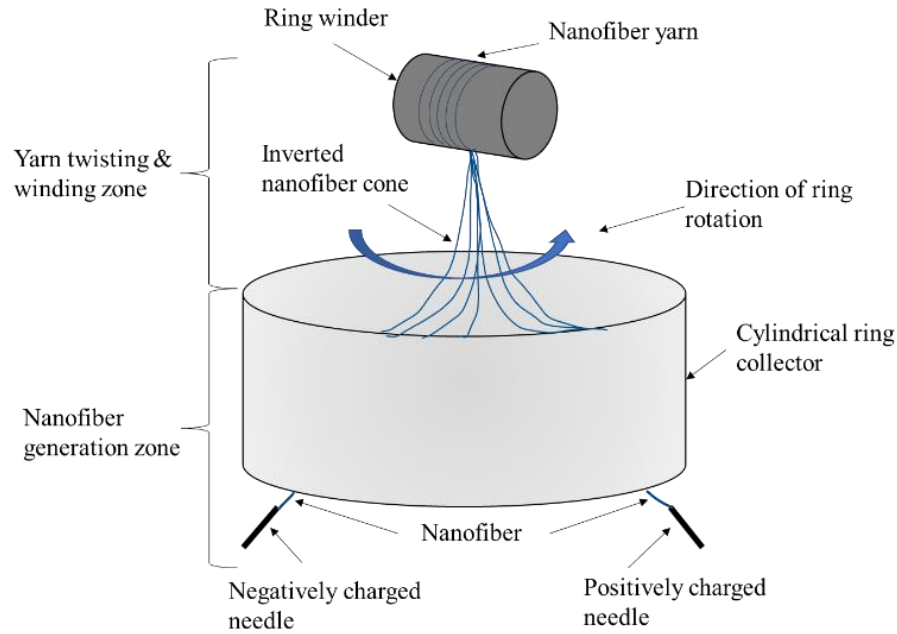 Ring winder
Nanofiber yarn
Yarn twisting &
winding zone
Inverted
nanofiber cone
Direction of ring
rotation
Cylindrical ring
collector
Nanofiber
generation zone
Nanofiber
Negatively charged
needle
Positively charged
needle